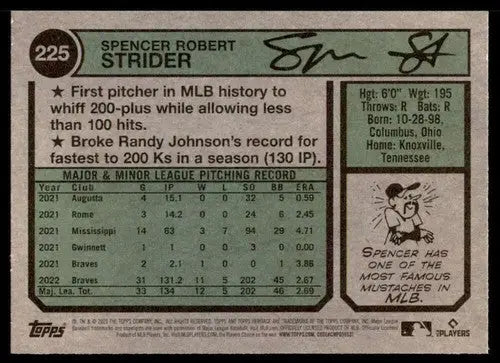 225
SPENCER ROBERT
STRIDER
★ First pitcher in MLB history to
whiff 200-plus while allowing less
than 100 hits.
★ Broke Randy Johnson's record for
fastest to 200 Ks in a season (130 IP).
Hgt: 6'0" Wgt: 195
Throws: R Bats: R
Born: 10-28-98,
Columbus, Ohio
Home: Knoxville,
Tennessee
MAJOR & MINOR LEAGUE PITCHING RECORD
Year Club G IP W L SO BB ERA
2021 Augusta 4 15.1 0 0 32 5 0.59
2021 Rome 3 14.2 0 0 24 6 2.45
2021 Mississippi 14 63 3 7 94 29 4.71
2021 Gwinnett 1 0 0 0 1
2021 Braves 2 2.1 1 0 0 1 3.86
2022 Braves 31 131.2 11 5 202 45 2.67
Maj. Lea. Tot. 33 134 12 5 202 46 2.69
SPENCER HAS
ONE OF THE
MOST FAMOUS
MUSTACHES IN
MLB.
Topps
PLAYERS